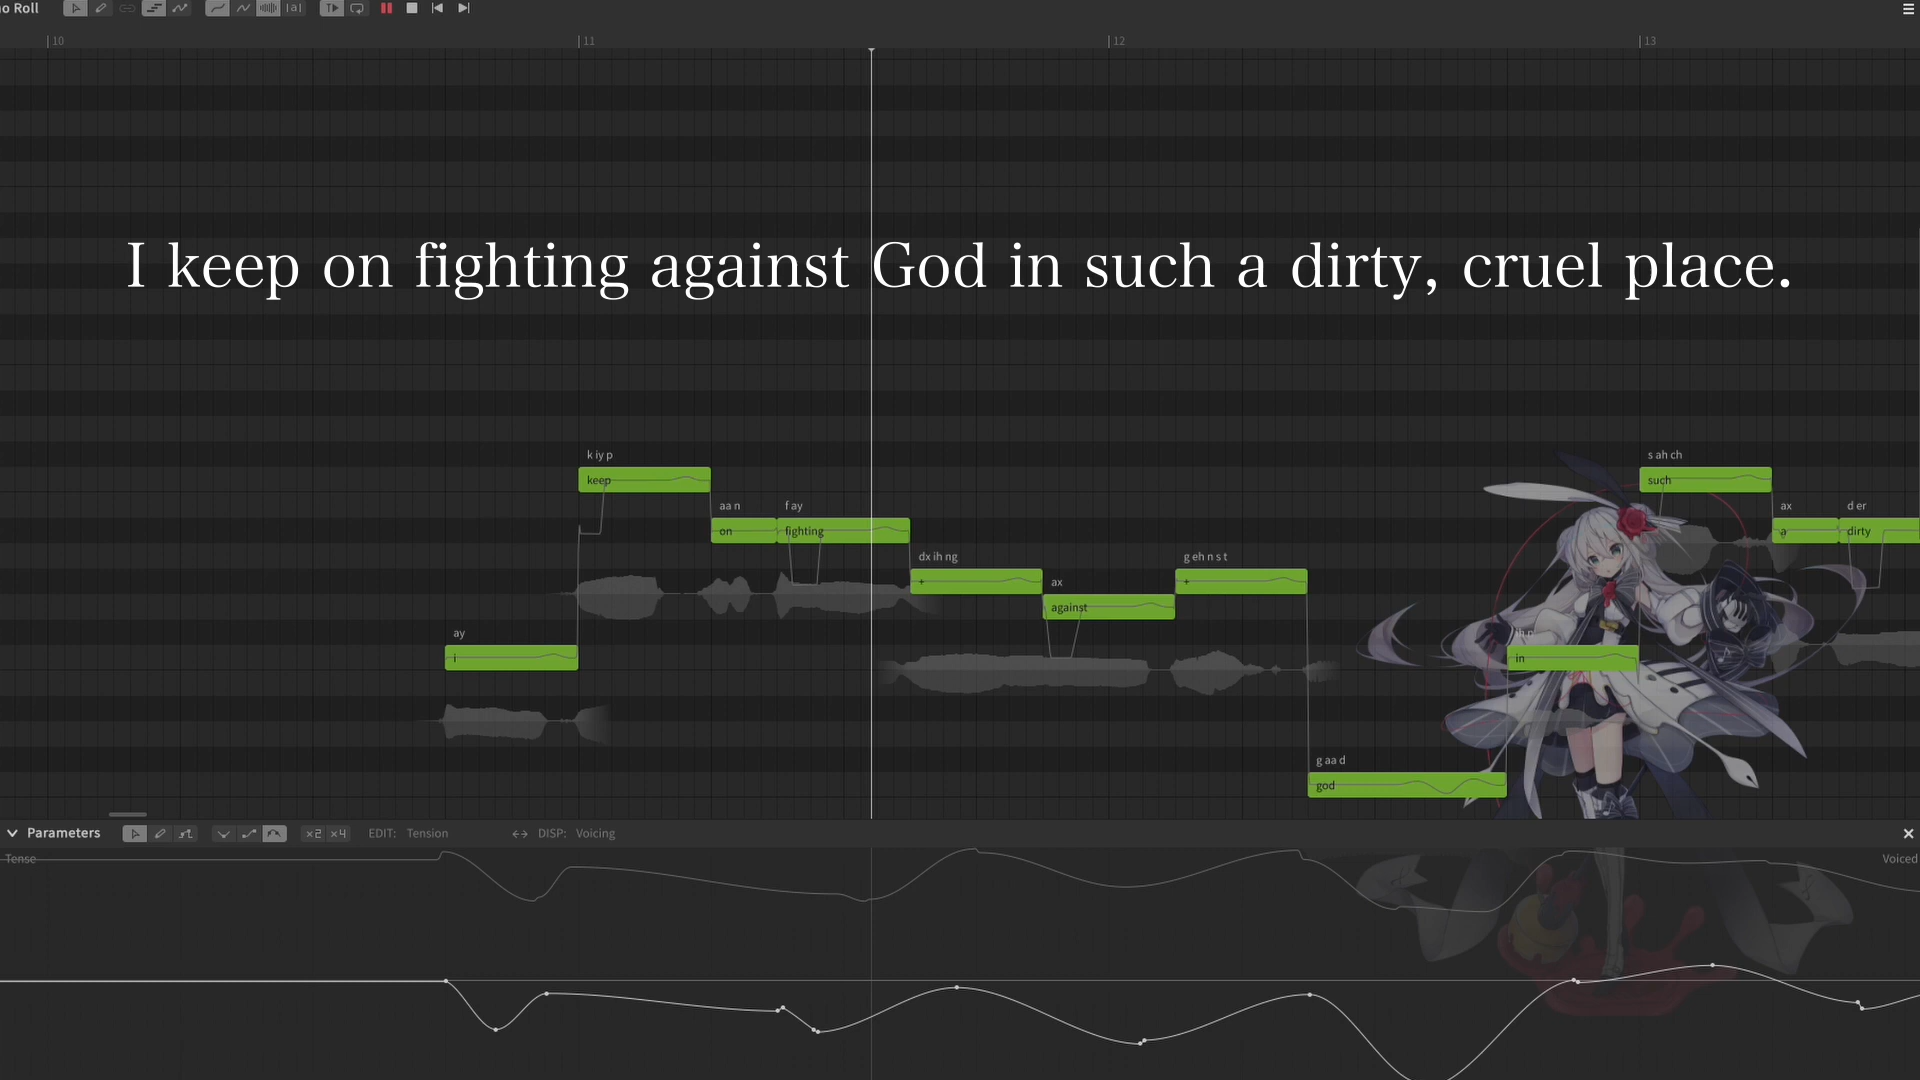 o Roll
10 11 12 13
I keep on fighting against God in such a dirty, cruel place.
k iy p
keep
s ah ch
such
aa n
on
f ay
fighting
ax
a
d er
dirty
dx ih ng
+
ax
against
g eh n s t
+
ay
i
in
g aa d
god
Parameters x2 x4 EDIT: Tension DISP: Voicing
Tense Voiced